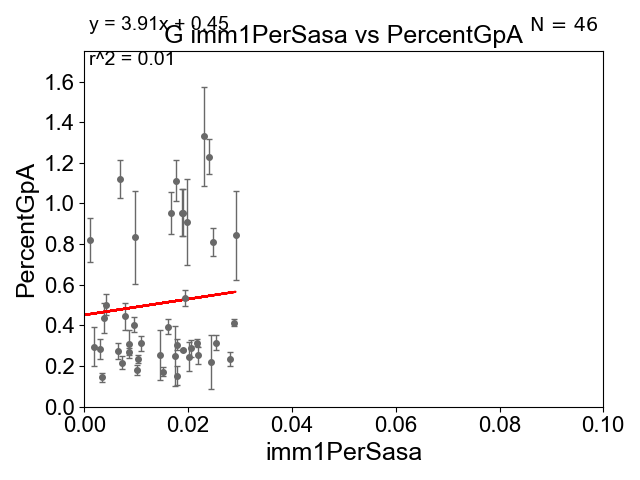 y = 3.91x + 0.45
N = 46
G imm1PerSasa vs PercentGpA
r^2 = 0.01
PercentGpA
1.6
1.4
1.2
1.0
0.8
0.6
0.4
0.2
0.0
0.00 0.02 0.04 0.06 0.08 0.10
imm1PerSasa